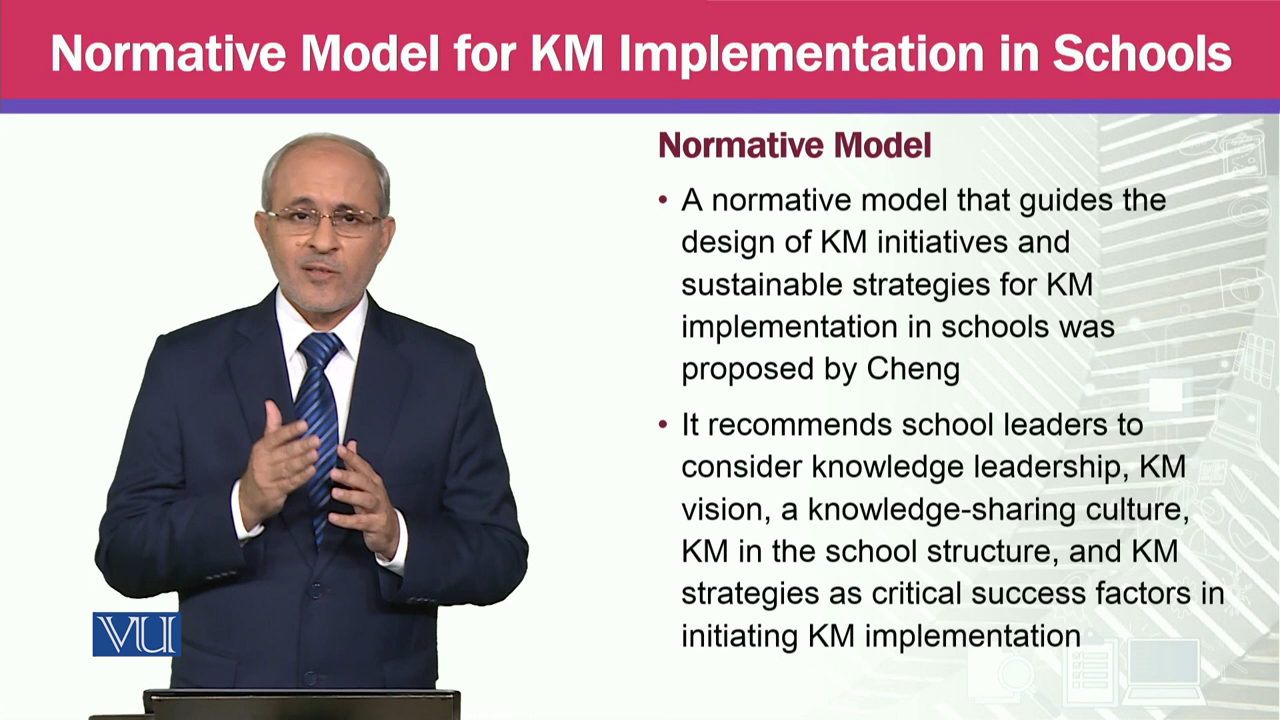 Normative Model for KM Implementation in Schools
Normative Model
• A normative model that guides the
design of KM initiatives and
sustainable strategies for KM
implementation in schools was
proposed by Cheng
• It recommends school leaders to
consider knowledge leadership, KM
vision, a knowledge-sharing culture,
KM in the school structure, and KM
strategies as critical success factors in
initiating KM implementation
VU